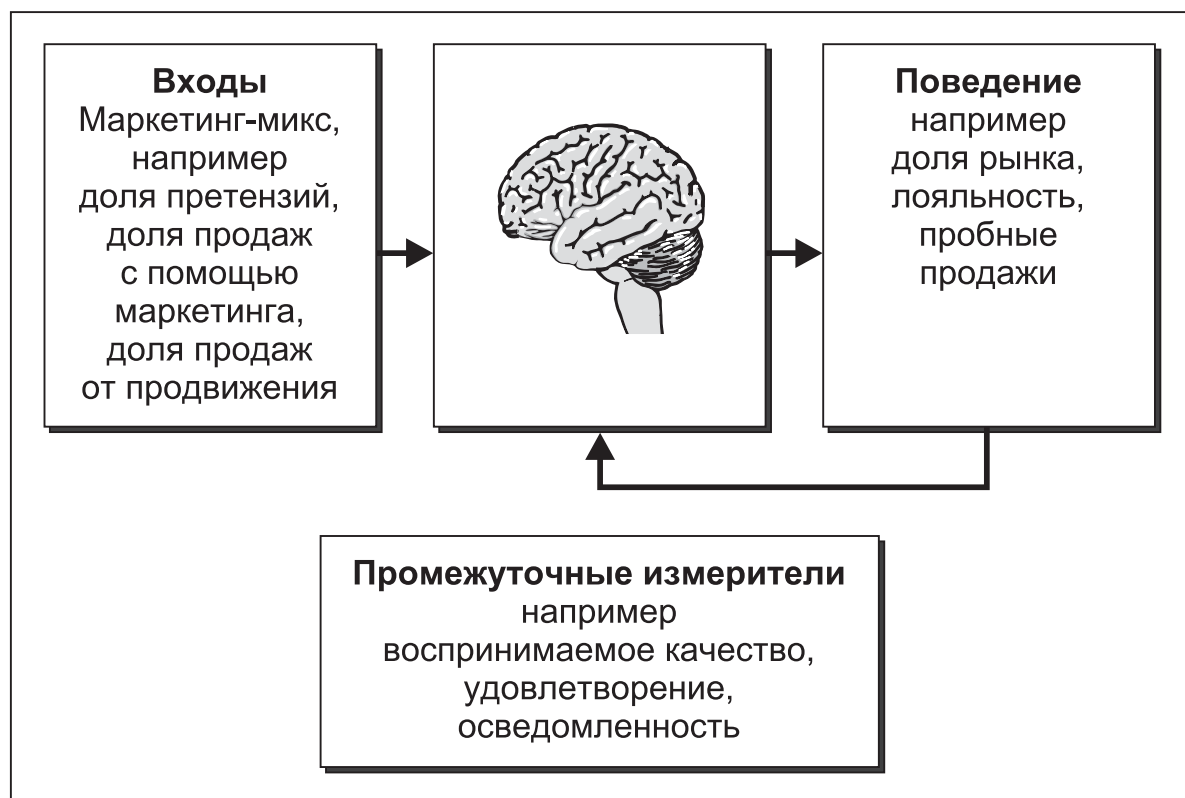 Входы
Маркетинг-микс,
например
доля претензий,
доля продаж
с помощью
маркетинга,
доля продаж
от продвижения
Поведение
например
доля рынка,
лояльность,
пробные
продажи
Промежуточные измерители
например
воспринимаемое качество,
удовлетворение,
осведомленность